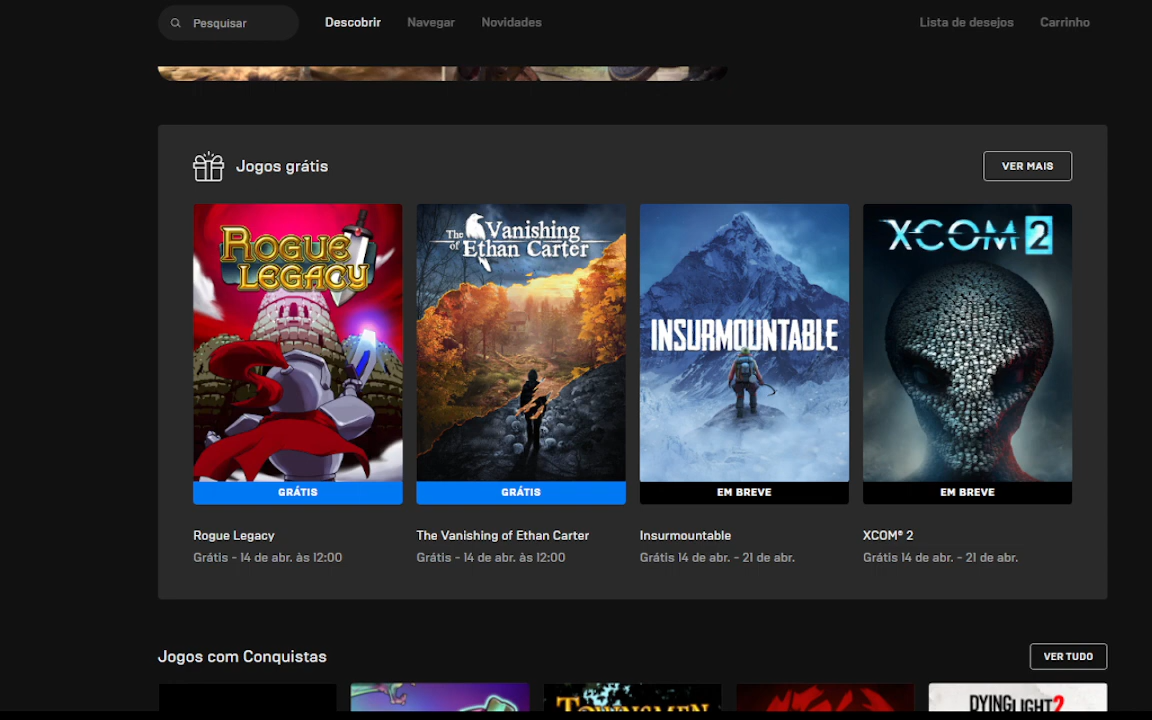 Pesquisar
Descobrir
Navegar
Novidades
Lista de desejos
Carrinho
Jogos grátis
VER MAIS
ROGUE
LEGACY
The Vanishing
of Ethan Carter
INSURMOUNTABLE
XCOM 2
GRÁTIS
GRÁTIS
EM BREVE
EM BREVE
Rogue Legacy
Grátis - 14 de abr. às 12:00
The Vanishing of Ethan Carter
Grátis - 14 de abr. às 12:00
Insurmountable
Grátis 14 de abr. - 21 de abr.
XCOM® 2
Grátis 14 de abr. - 21 de abr.
Jogos com Conquistas
VER TUDO
TOWNSMEN
DYING LIGHT 2